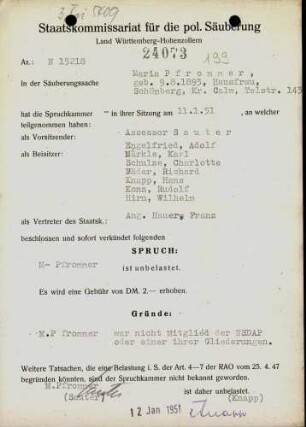 Staatskommissariat für die pol. Säuberung
Land Württemberg-Hohenzollern
24073
199
Az.: N 15218
In der Säuberungssache
Maria Pfrommer,
geb. 9.8.1893, Hausfrau,
Schömberg, Kr. Calw, Talstr. 143
hat die Spruchkammer in ihrer Sitzung am 11.1.51, an welcher
teilgenommen haben:
als Vorsitzender: Assessor Sauter
als Beisitzer: Engelfried, Adolf
Märkle, Karl
Schulze, Charlotte
Mäder, Richard
Knapp, Hans
Konz, Rudolf
Hirn, Wilhelm
als Vertreter des Staatsk.: Ang. Hauer, Franz
beschlossen und sofort verkündet folgenden
SPRUCH:
M- Pfrommer
ist unbelastet.
Es wird eine Gebühr von DM. 2.— erhoben.
Gründe:
M.P frommer war nicht Mitglied der NSDAP
oder einer ihrer Gliederungen.
Weitere Tatsachen, die eine Belastung i. S. der Art. 4—7 der RAO vom 25. 4. 47
begründen könnten, sind der Spruchkammer nicht bekannt geworden.
M.Pfrommer ist daher unbelastet.
(Sauter) (Knapp)
12 Jan 1951 Knapp